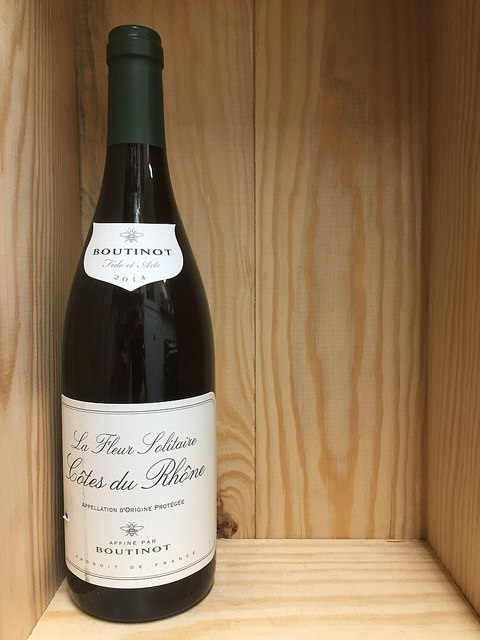 BOUTINOT
Fide et Arte
2014
La Fleur Solitaire
Côtes du Rhône
APPELLATION D'ORIGINE PROTÉGÉE
AFFINÉ PAR
BOUTINOT
PRODUIT DE FRANCE